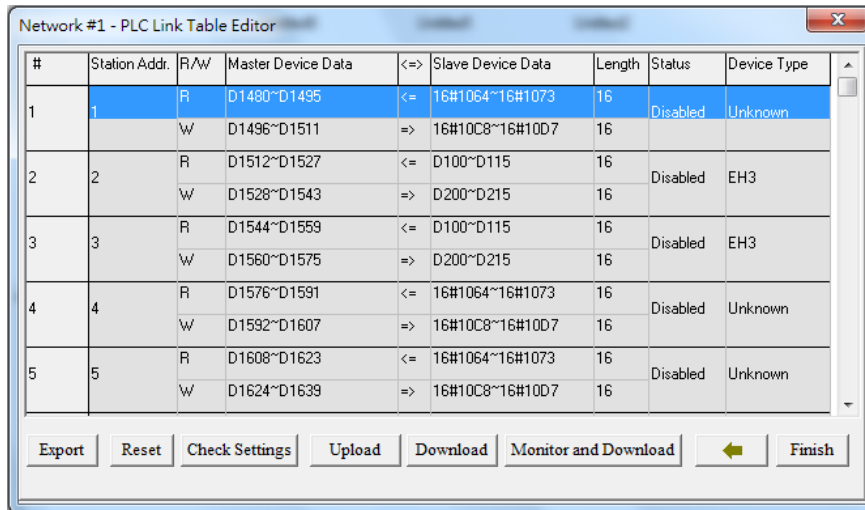 Network #1 - PLC Link Table Editor
# Station Addr. R/W Master Device Data <=> Slave Device Data Length Status Device Type
1 1 R D1480~D1495 <= 16#1064~16#1073 16 Disabled Unknown
W D1496~D1511 => 16#10C8~16#10D7 16
2 2 R D1512~D1527 <= D100~D115 16 Disabled EH3
W D1528~D1543 => D200~D215 16
3 3 R D1544~D1559 <= D100~D115 16 Disabled EH3
W D1560~D1575 => D200~D215 16
4 4 R D1576~D1591 <= 16#1064~16#1073 16 Disabled Unknown
W D1592~D1607 => 16#10C8~16#10D7 16
5 5 R D1608~D1623 <= 16#1064~16#1073 16 Disabled Unknown
W D1624~D1639 => 16#10C8~16#10D7 16
Export Reset Check Settings Upload Download Monitor and Download Finish